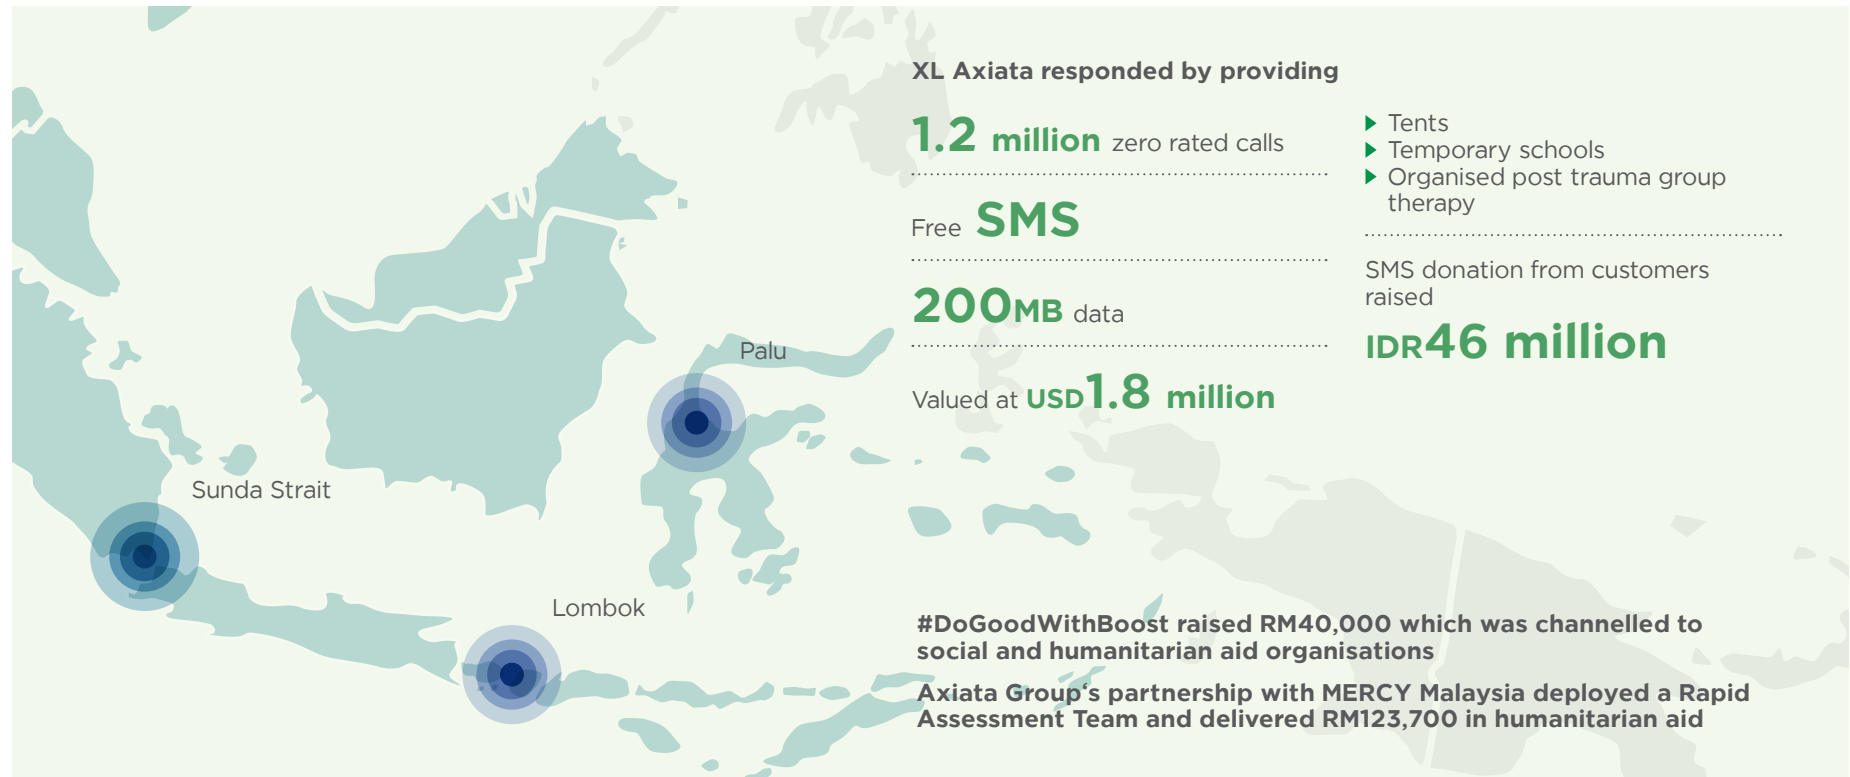 XL Axiata responded by providing
1.2 million zero rated calls
Free SMS
200MB data
Valued at USD1.8 million
Tents
Temporary schools
Organised post trauma group
therapy
SMS donation from customers
raised
IDR46 million
Palu
Sunda Strait
Lombok
#DoGoodWithBoost raised RM40,000 which was channelled to
social and humanitarian aid organisations
Axiata Group‘s partnership with MERCY Malaysia deployed a Rapid
Assessment Team and delivered RM123,700 in humanitarian aid